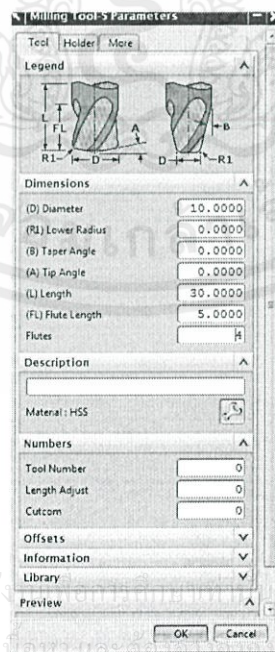 Milling Tool-5 Parameters
Tool Holder More
Legend
L FL A B
R1 D D R1
Dimensions
(D) Diameter 10.0000
(R1) Lower Radius 0.0000
(B) Taper Angle 0.0000
(A) Tip Angle 0.0000
(L) Length 30.0000
(FL) Flute Length 5.0000
Flutes 4
Description
Material : HSS
Numbers
Tool Number 0
Length Adjust 0
Cutcom 0
Offsets
Information
Library
Preview
OK Cancel